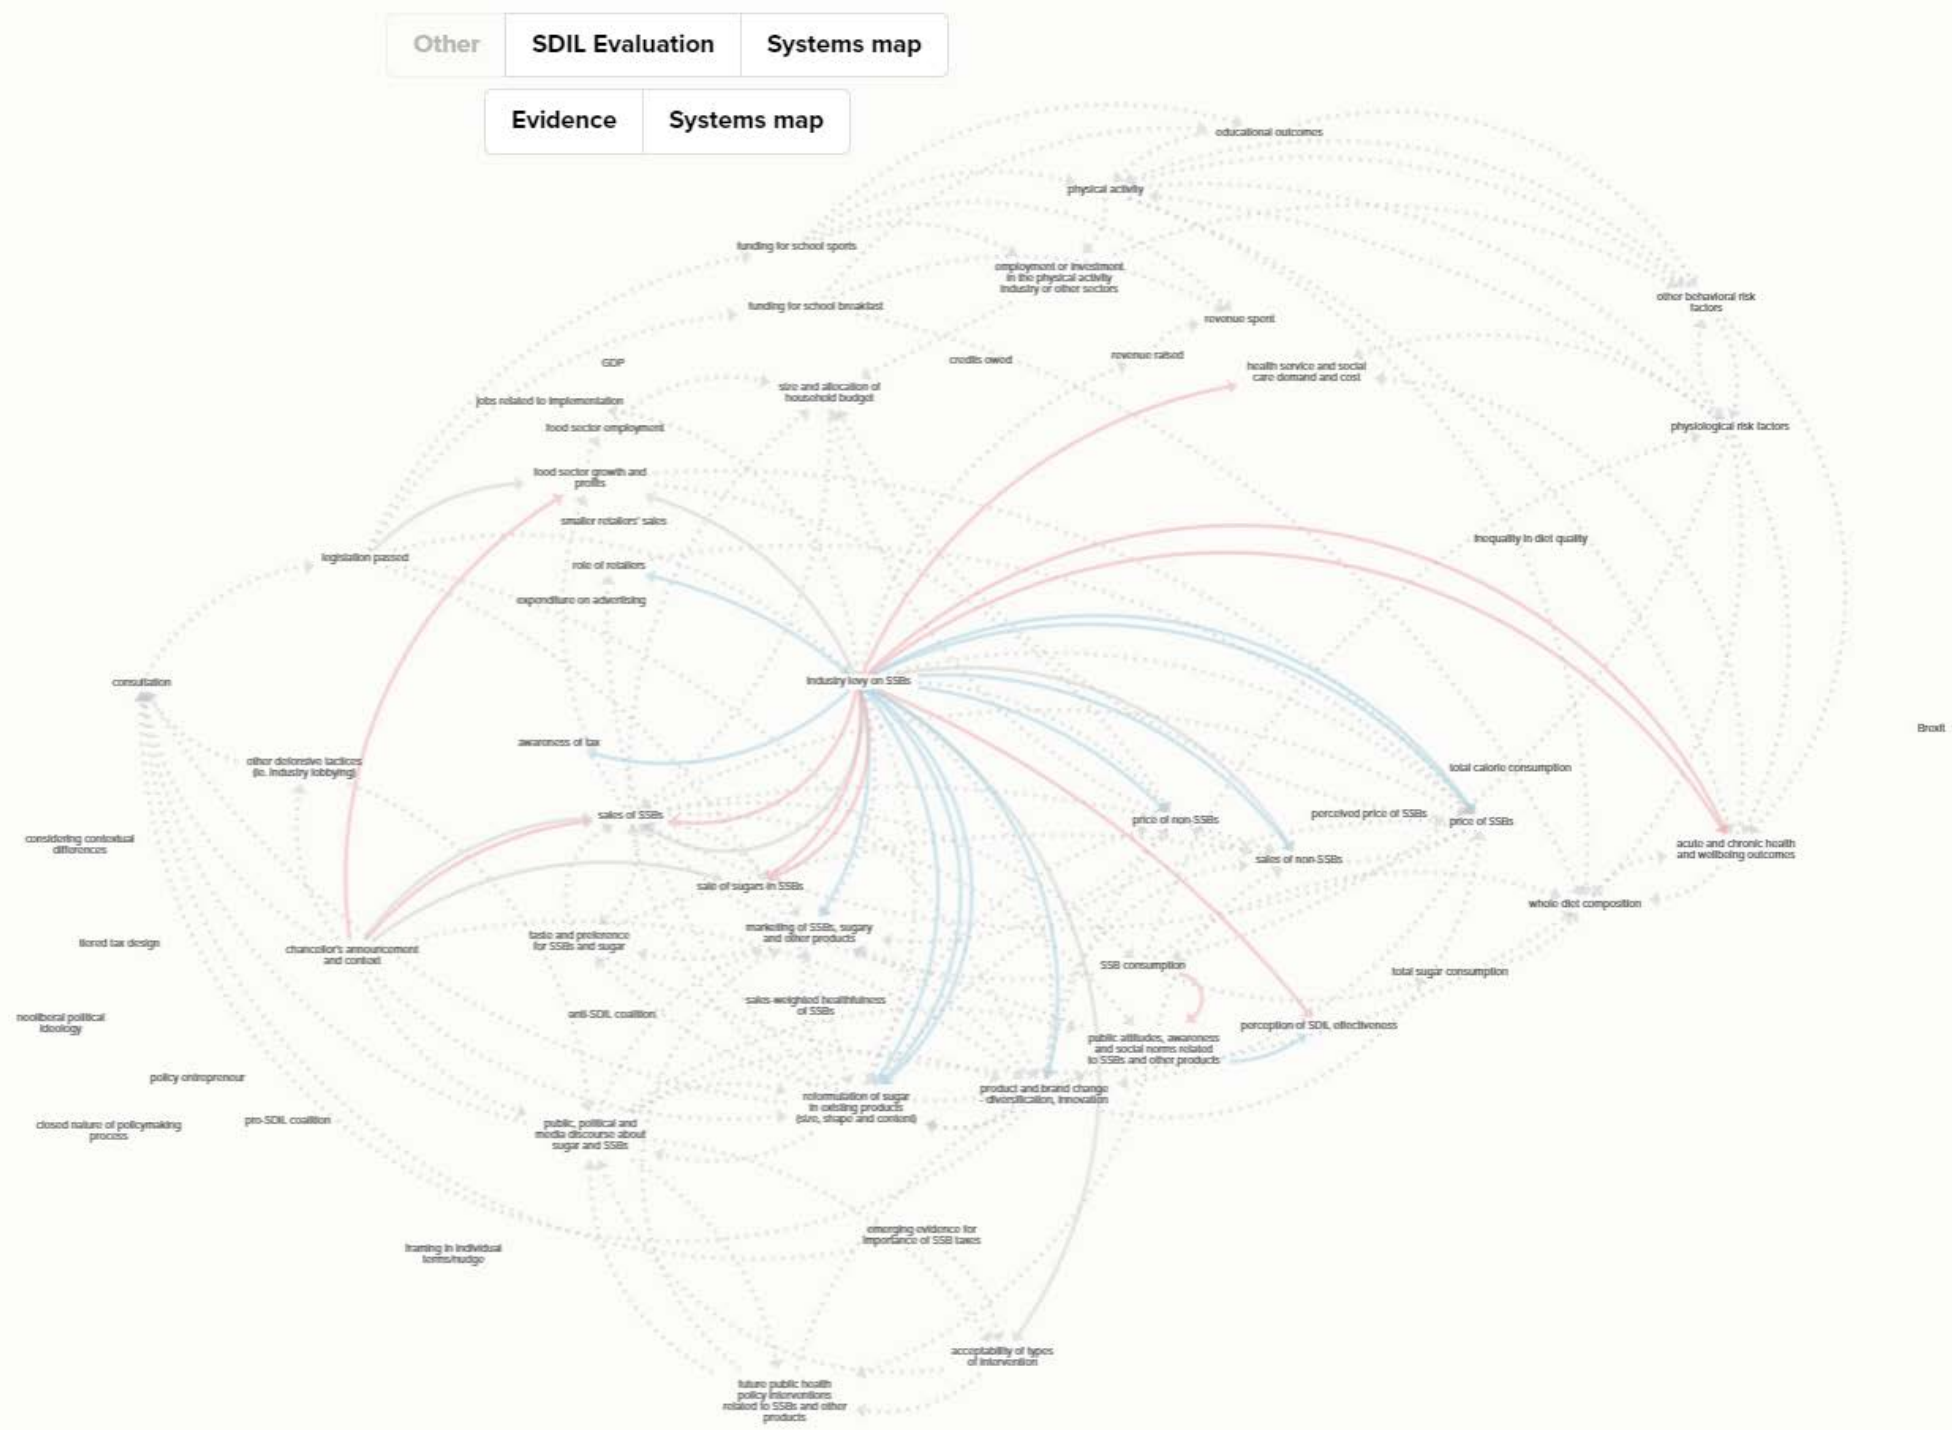 Other
SDIL Evaluation
Systems map
Evidence
Systems map
educational outcomes
physical activity
funding for school sports
employment or investment
in the physical activity
industry or other sectors
other behavioral risk
factors
funding for school breakfast
revenue spent
GDP
credits owed
revenue raised
health service and social
care demand and cost
size and allocation of
household budget
jobs related to implementation
food sector employment
physiological risk factors
food sector growth and
profits
smaller retailers' sales
inequality in diet quality
legislation passed
role of retailers
expenditure on advertising
consultation
industry levy on SSBs
Brexit
awareness of tax
other defensive tactices
(ie. industry lobbying)
total calorie consumption
sales of SSBs
price of non-SSBs
perceived price of SSBs
price of SSBs
considering contextual
differences
sales of non-SSBs
acute and chronic health
and wellbeing outcomes
sale of sugars in SSBs
whole diet composition
tiered tax design
chancellor's announcement
and context
taste and preference
for SSBs and sugar
marketing of SSBs, sugary
and other products
SSB consumption
total sugar consumption
sales-weighted healthfulness
of SSBs
anti-SDIL coalition
neoliberal political
ideology
perception of SDIL effectiveness
public attitudes, awareness
and social norms related
to SSBs and other products
policy entrepreneur
product and brand change
- diversification, innovation
reformulation of sugar
in existing products
(size, shape and content)
closed nature of policymaking
process
pro-SDIL coalition
public, political and
media discourse about
sugar and SSBs
emerging evidence for
importance of SSB taxes
framing in individual
terms/nudge
acceptability of types
of intervention
future public health
policy interventions
related to SSBs and other
products